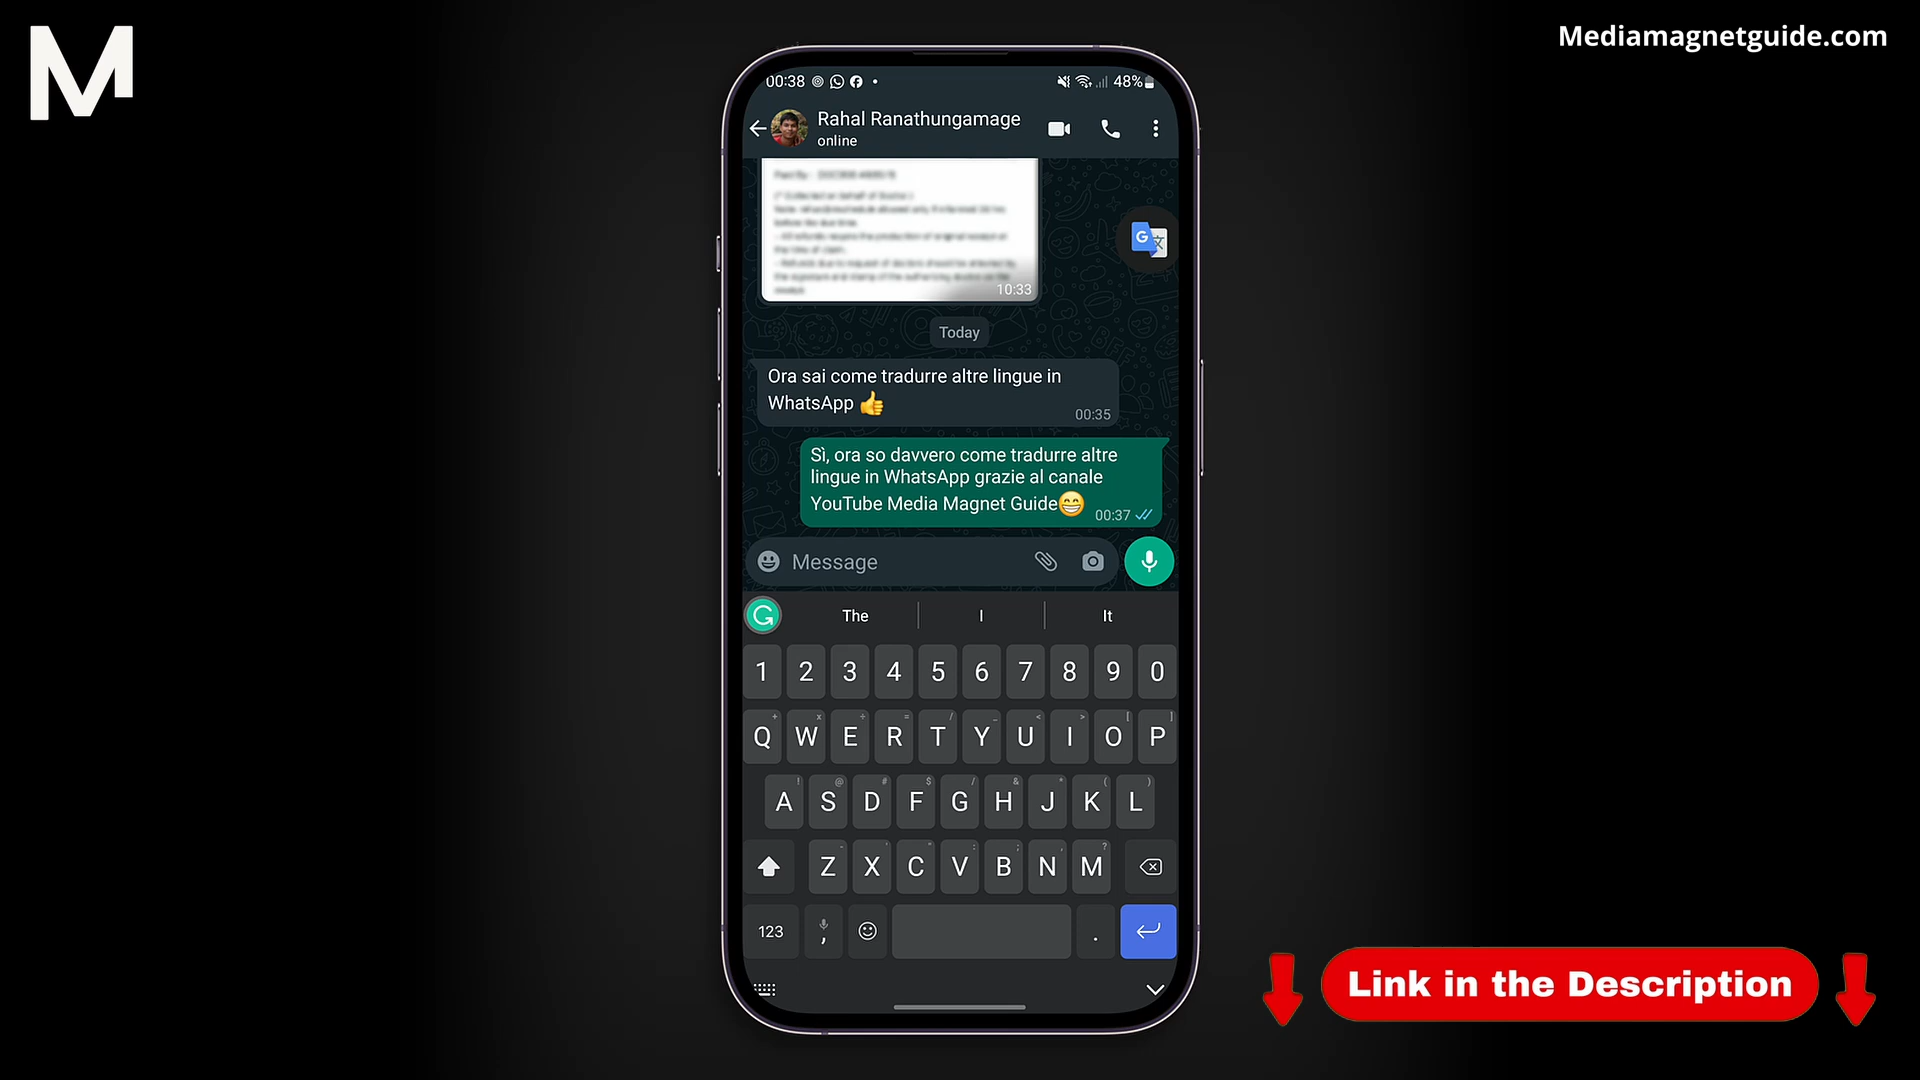 M
Mediamagnetguide.com
00:38
48%
Rahal Ranathungamage
online
10:33
Today
Ora sai come tradurre altre lingue in
WhatsApp 👍
00:35
Sì, ora so davvero come tradurre altre
lingue in WhatsApp grazie al canale
YouTube Media Magnet Guide😁
00:37
Message
The I It
1 2 3 4 5 6 7 8 9 0
Q W E R T Y U I O P
A S D F G H J K L
Z X C V B N M
123 , .
Link in the Description